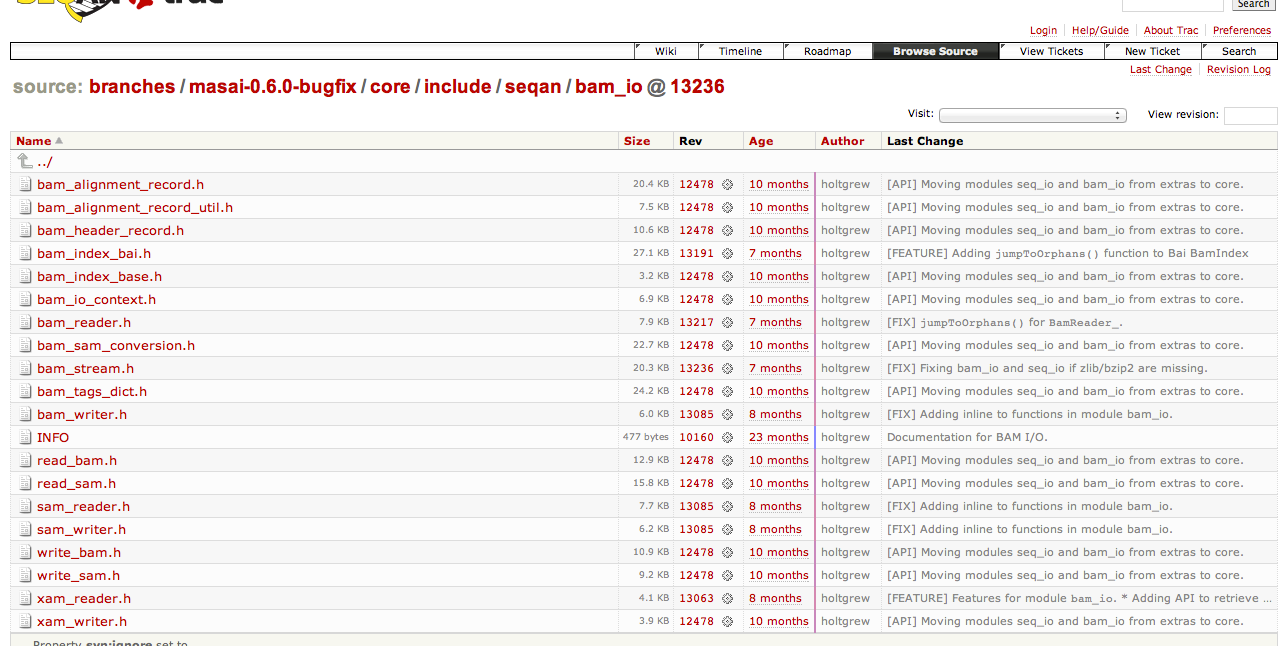 trac
Search
Login Help/Guide About Trac Preferences
Wiki Timeline Roadmap Browse Source View Tickets New Ticket Search
Last Change Revision Log
source: branches / masai-0.6.0-bugfix / core / include / seqan / bam_io @ 13236
Visit: View revision:
Name Size Rev Age Author Last Change
../
bam_alignment_record.h 20.4 KB 12478 10 months holtgrew [API] Moving modules seq_io and bam_io from extras to core.
bam_alignment_record_util.h 7.5 KB 12478 10 months holtgrew [API] Moving modules seq_io and bam_io from extras to core.
bam_header_record.h 10.6 KB 12478 10 months holtgrew [API] Moving modules seq_io and bam_io from extras to core.
bam_index_bai.h 27.1 KB 13191 7 months holtgrew [FEATURE] Adding jumpToOrphans() function to Bai BamIndex
bam_index_base.h 3.2 KB 12478 10 months holtgrew [API] Moving modules seq_io and bam_io from extras to core.
bam_io_context.h 6.9 KB 12478 10 months holtgrew [API] Moving modules seq_io and bam_io from extras to core.
bam_reader.h 7.9 KB 13217 7 months holtgrew [FIX] jumpToOrphans() for BamReader_.
bam_sam_conversion.h 22.7 KB 12478 10 months holtgrew [API] Moving modules seq_io and bam_io from extras to core.
bam_stream.h 20.3 KB 13236 7 months holtgrew [FIX] Fixing bam_io and seq_io if zlib/bzip2 are missing.
bam_tags_dict.h 24.2 KB 12478 10 months holtgrew [API] Moving modules seq_io and bam_io from extras to core.
bam_writer.h 6.0 KB 13085 8 months holtgrew [FIX] Adding inline to functions in module bam_io.
INFO 477 bytes 10160 23 months holtgrew Documentation for BAM I/O.
read_bam.h 12.9 KB 12478 10 months holtgrew [API] Moving modules seq_io and bam_io from extras to core.
read_sam.h 15.8 KB 12478 10 months holtgrew [API] Moving modules seq_io and bam_io from extras to core.
sam_reader.h 7.7 KB 13085 8 months holtgrew [FIX] Adding inline to functions in module bam_io.
sam_writer.h 6.2 KB 13085 8 months holtgrew [FIX] Adding inline to functions in module bam_io.
write_bam.h 10.9 KB 12478 10 months holtgrew [API] Moving modules seq_io and bam_io from extras to core.
write_sam.h 9.2 KB 12478 10 months holtgrew [API] Moving modules seq_io and bam_io from extras to core.
xam_reader.h 4.1 KB 13063 8 months holtgrew [FEATURE] Features for module bam_io. * Adding API to retrieve ...
xam_writer.h 3.9 KB 12478 10 months holtgrew [API] Moving modules seq_io and bam_io from extras to core.
Property svn:ignore set to